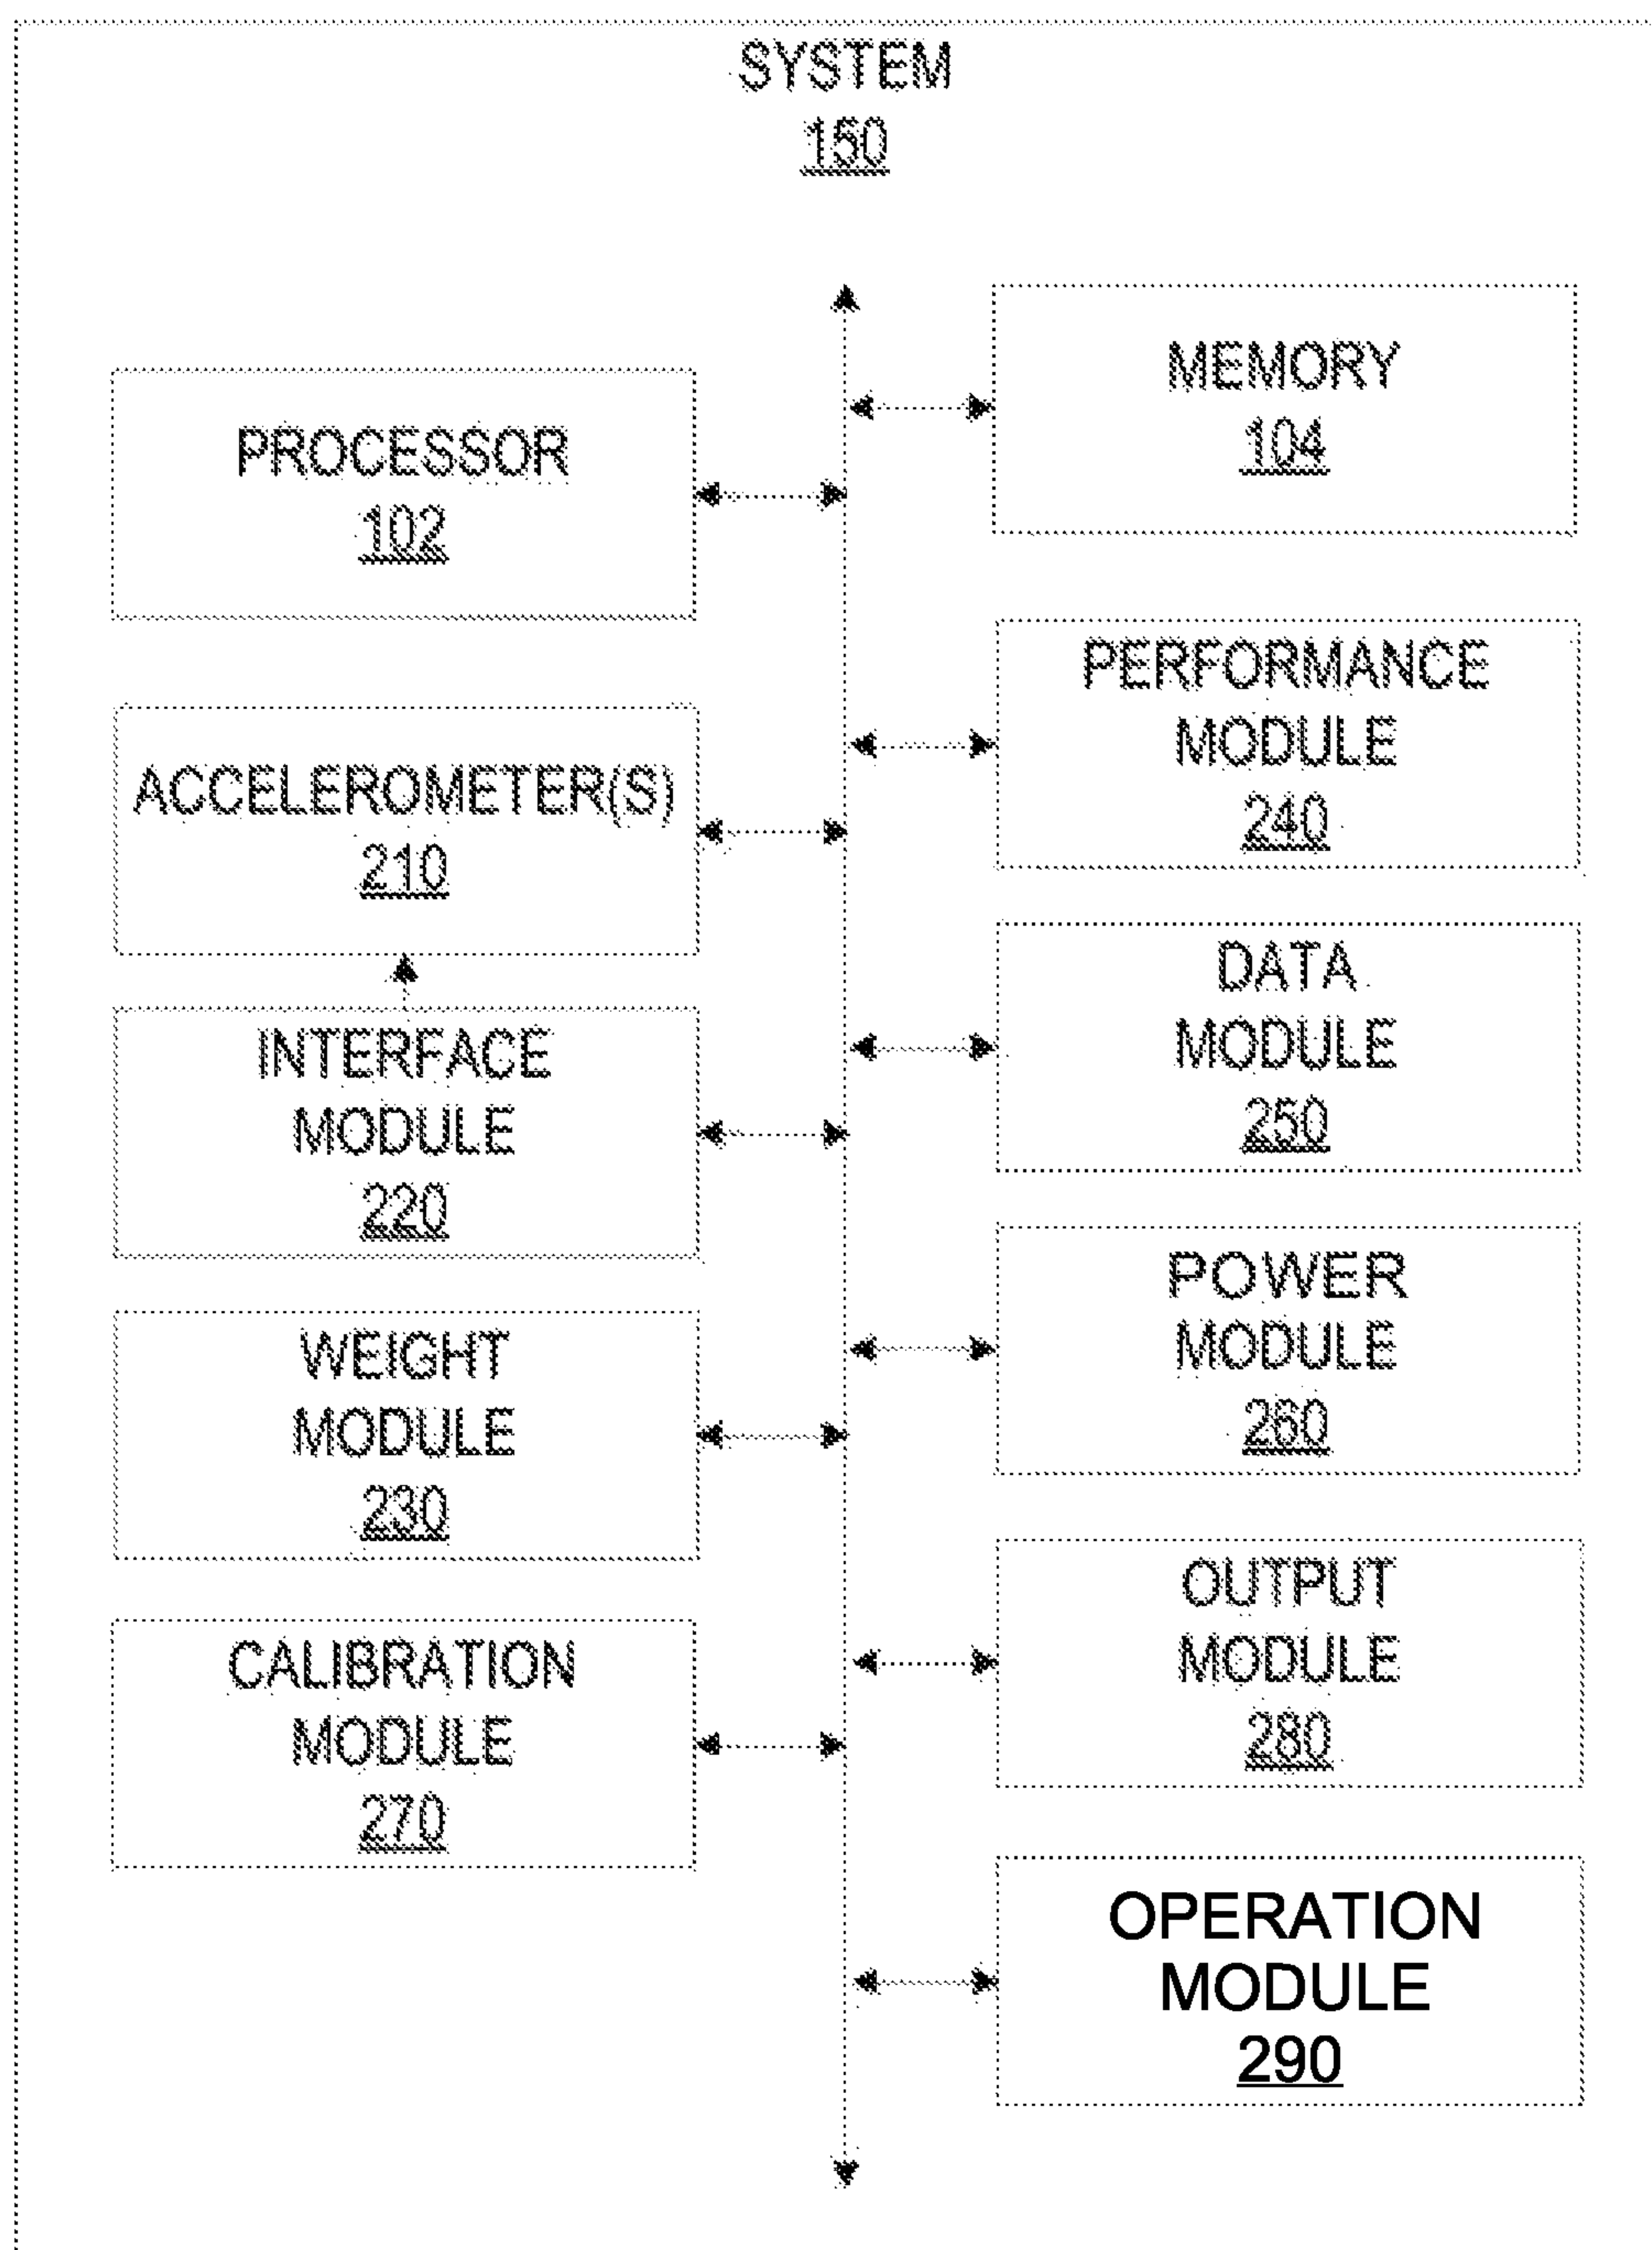 SYSTEM
150
PROCESSOR
102
ACCELEROMETER(S)
210
INTERFACE
MODULE
220
WEIGHT
MODULE
230
CALIBRATION
MODULE
270
MEMORY
104
PERFORMANCE
MODULE
240
DATA
MODULE
250
POWER
MODULE
260
OUTPUT
MODULE
280
OPERATION
MODULE
290